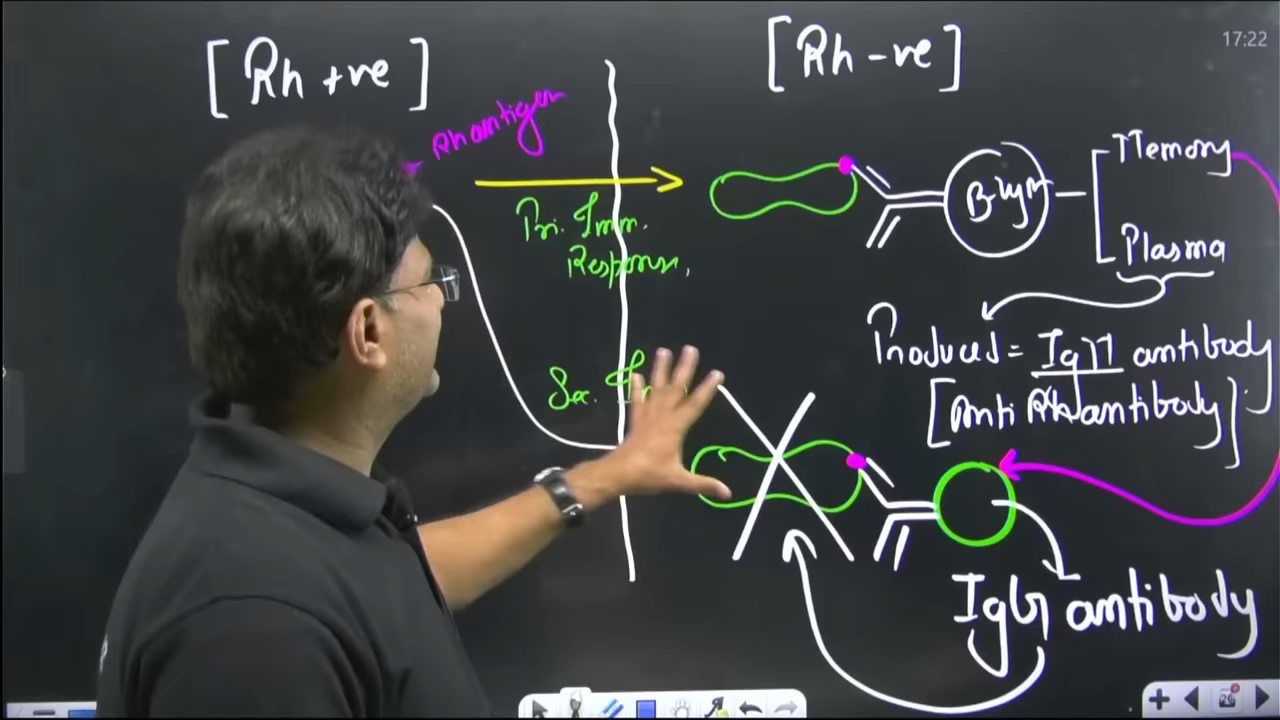 [Rh +ve]
[Rh -ve]
17:22
Rh antigen
Pri. Imm.
Response.
B-lym
Memory
Plasma
Produced = IgM antibody
[Anti Rh antibody].
Sec.
IgG antibody